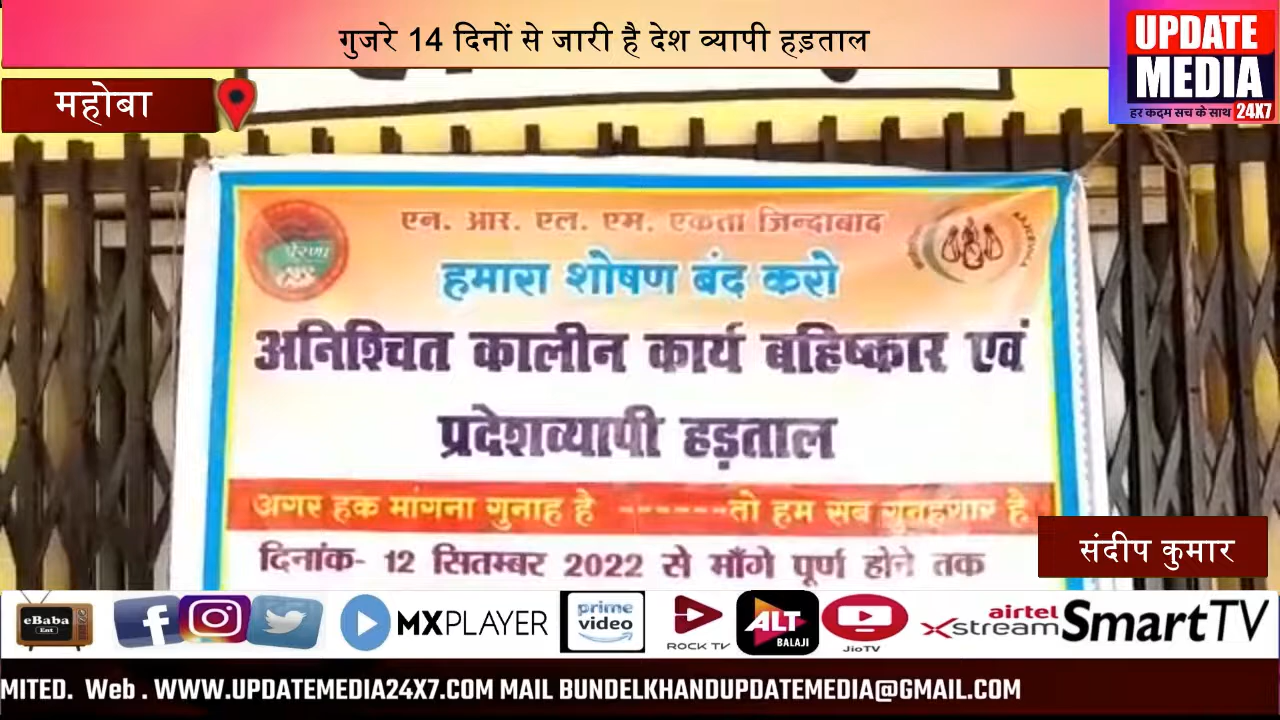 गुजरे 14 दिनों से जारी है देश व्यापी हड़ताल
UPDATE
MEDIA
हर कदम सच के साथ 24X7
महोबा
एन. आर. एल. एम. एकता जिन्दाबाद
प्रेरणा
हमारा शोषण बंद करो
अनिश्चित कालीन कार्य बहिष्कार एवं
प्रदेशव्यापी हड़ताल
अगर हक मांगना गुनाह है ------तो हम सब गुनहगार है
संदीप कुमार
दिनांक- 12 सितम्बर 2022 से माँगे पूर्ण होने तक
eBaba
Ent
MXPLAYER
prime
video
ROCK TV
ALT
BALAJI
JioTV
airtel
Xstream
SmartTV
MITED. Web . WWW.UPDATEMEDIA24X7.COM MAIL BUNDELKHANDUPDATEMEDIA@GMAIL.COM